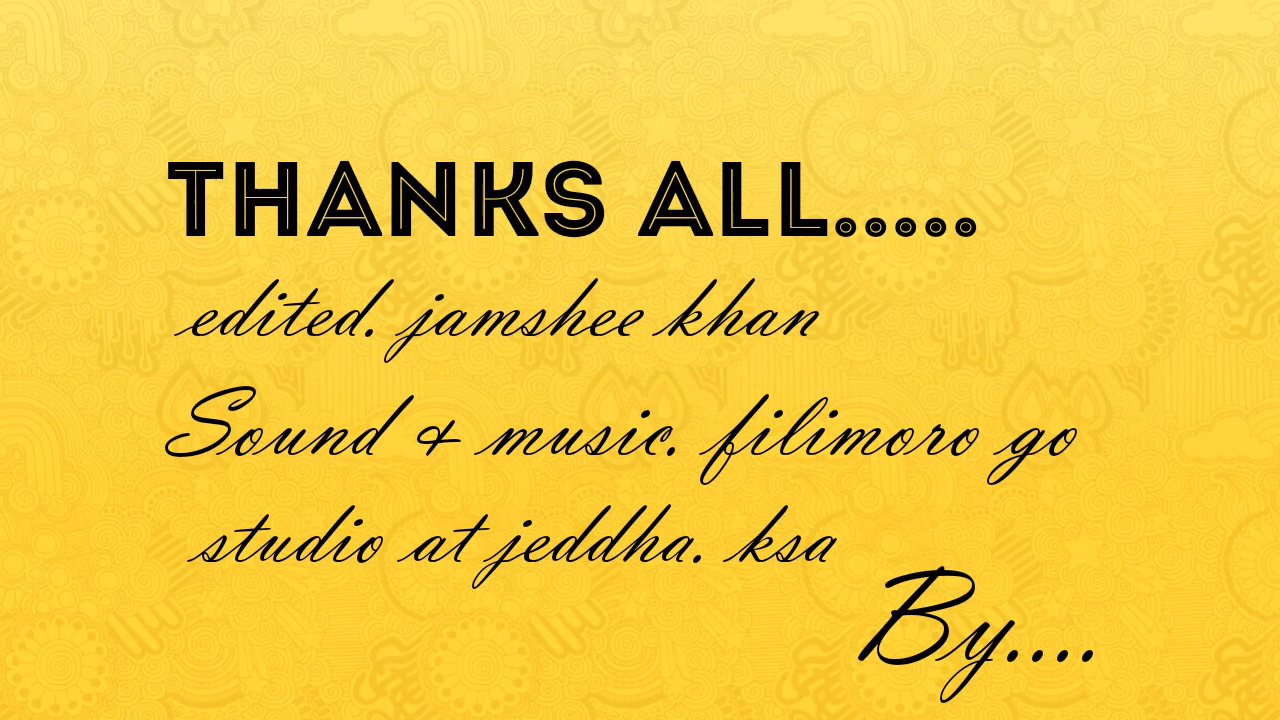 THANKS ALL.....
edited. jamshee khan
Sound & music. filimoro go
studio at jeddha. ksa
By....